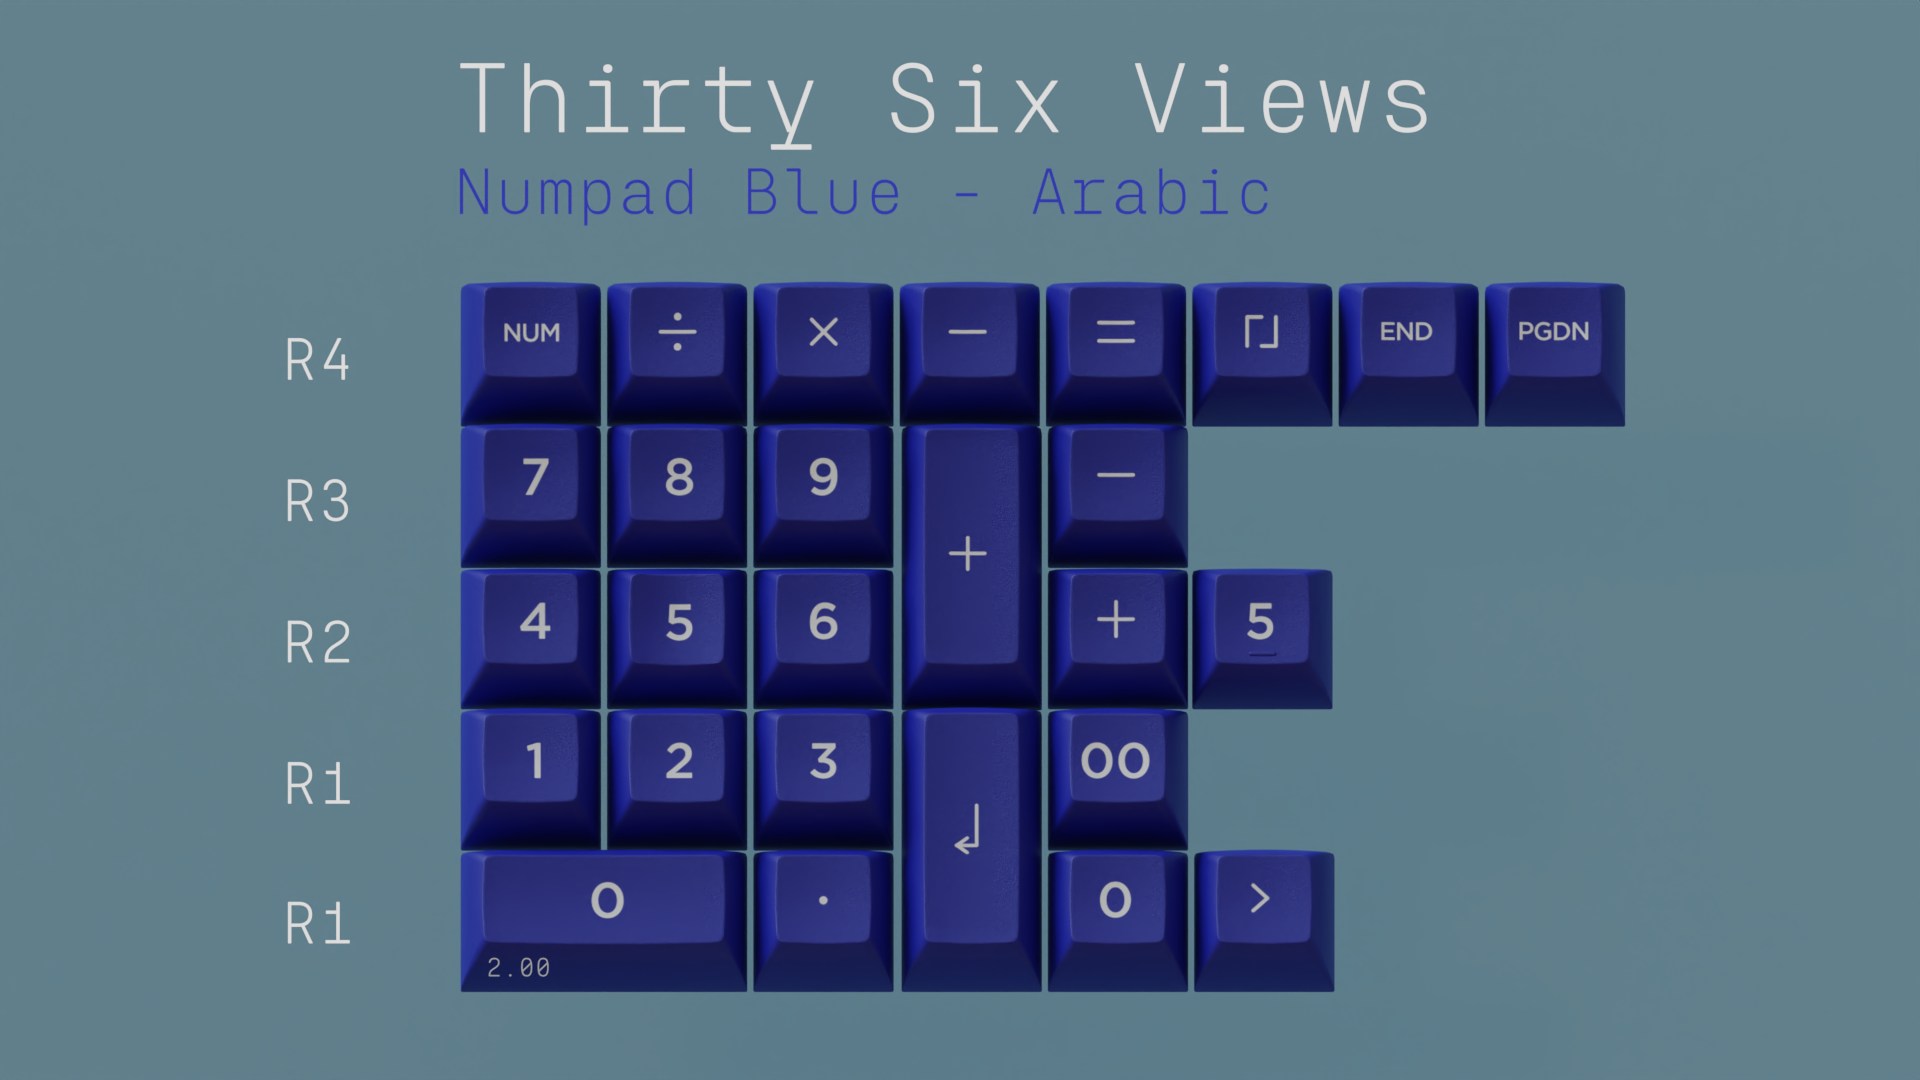 Thirty Six Views
Numpad Blue - Arabic
R4 NUM ÷ × − = END PGDN
R3 7 8 9 −
+
R2 4 5 6 + 5
R1 1 2 3 00
↲
R1 0 · 0 >
2.00